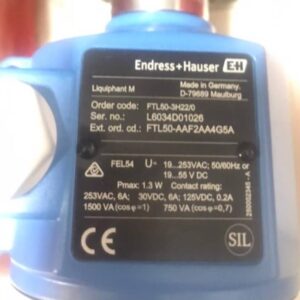 Endress+Hauser EH
Liquiphant M
Made in Germany,
D-79689 Maulburg
Order code: FTL50-3H22/0
Ser. no.: L6034D01026
Ext. ord. cd.: FTL50-AAF2AA4G5A
FEL54 U~ 19...253VAC; 50/60Hz or
19...55 V DC
Pmax: 1.3 W Contact rating:
253VAC, 6A; 30VDC, 6A; 125VDC, 0.2A
1500 VA (cosφ=1) 750 VA (cosφ=0,7)
CE
SIL